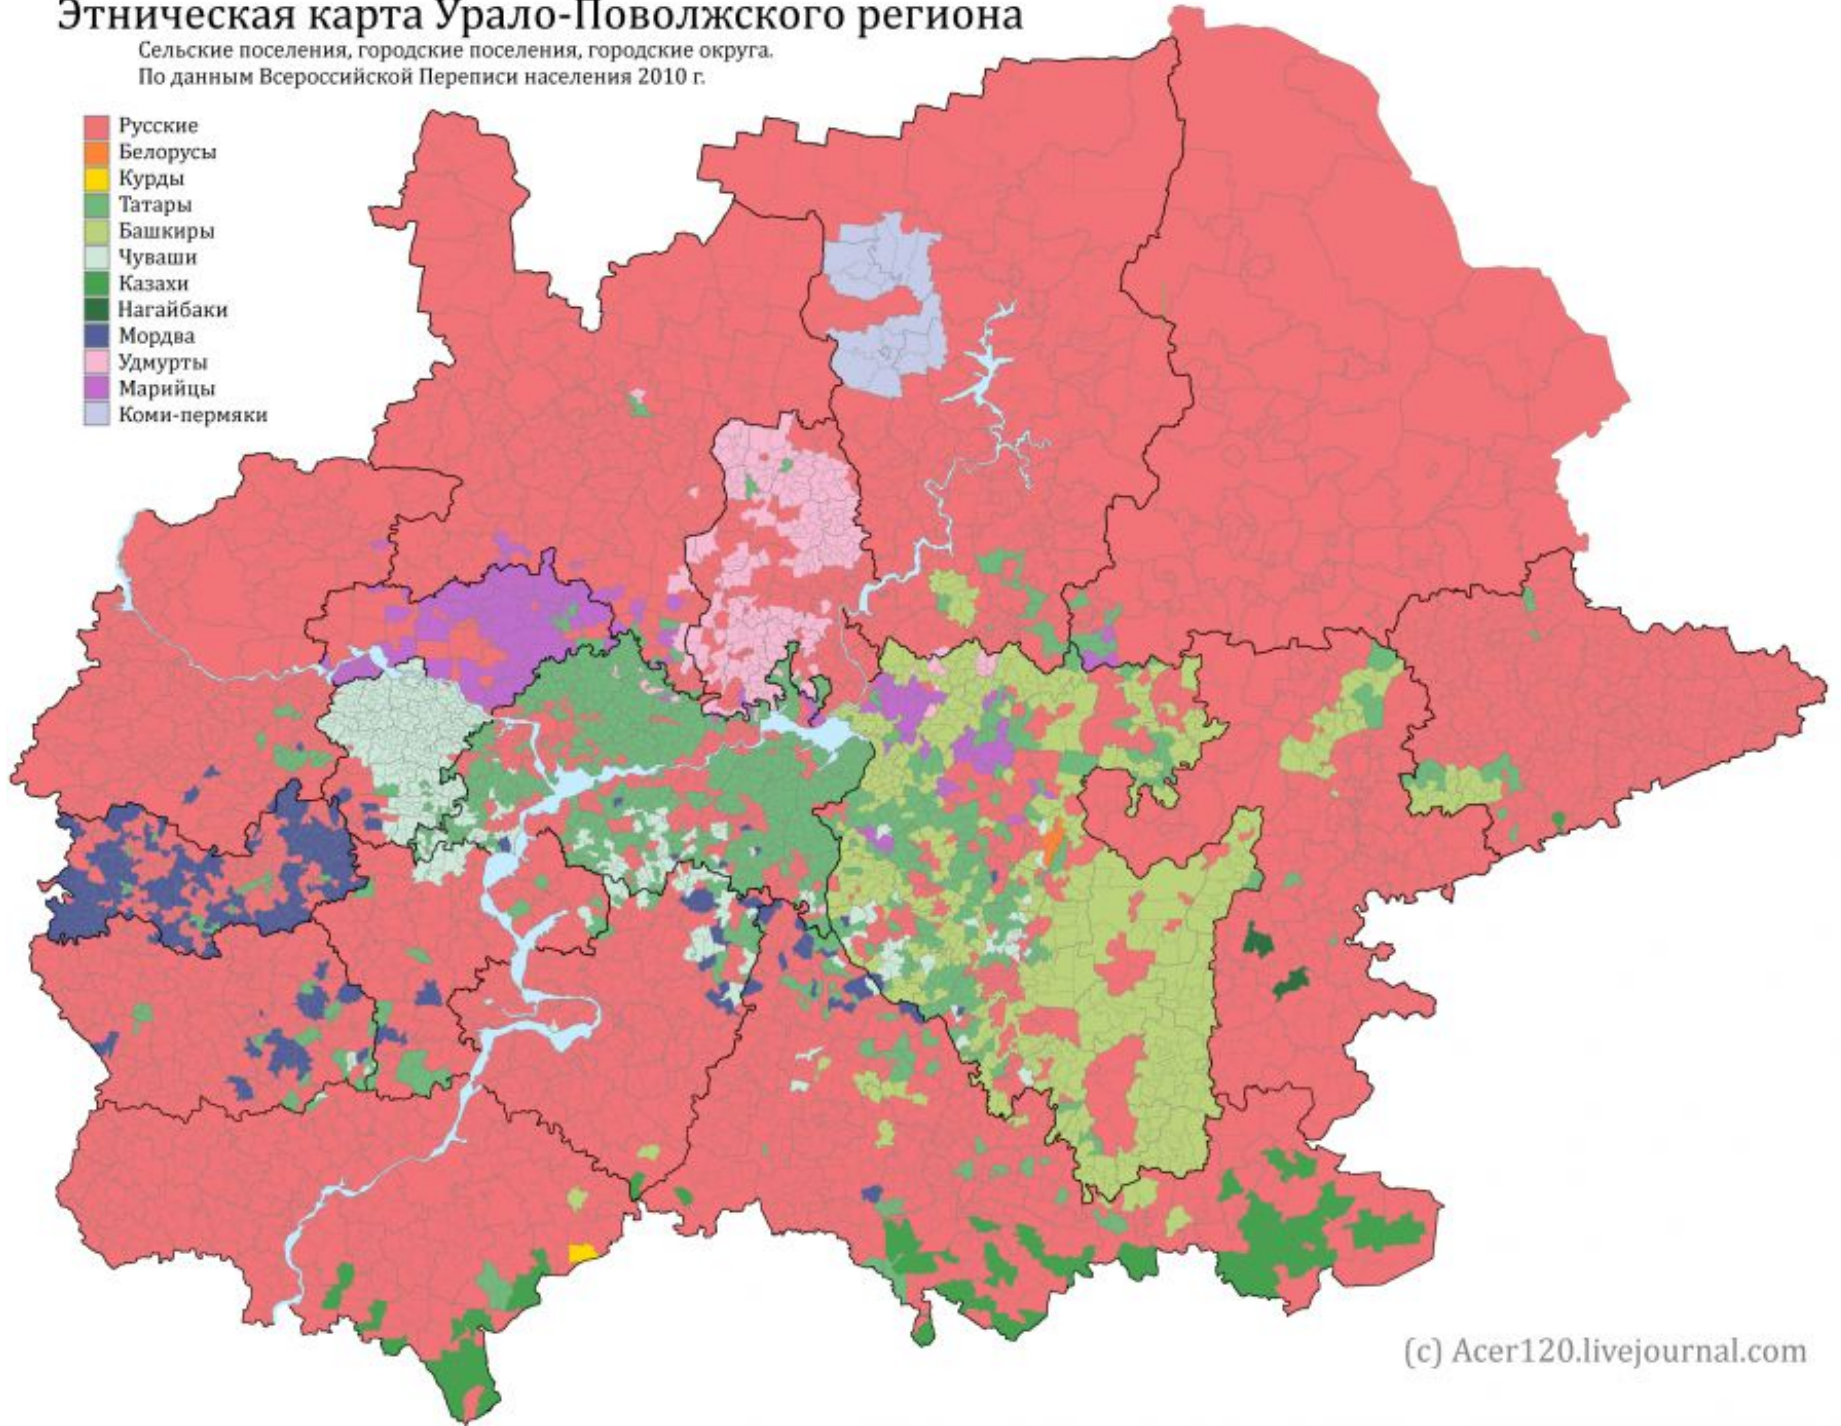 Этническая карта Урало-Поволжского региона
Сельские поселения, городские поселения, городские округа.
По данным Всероссийской Переписи населения 2010 г.
Русские
Белорусы
Курды
Татары
Башкиры
Чуваши
Казахи
Нагайбаки
Мордва
Удмурты
Марийцы
Коми-пермяки
(c) Acer120.livejournal.com